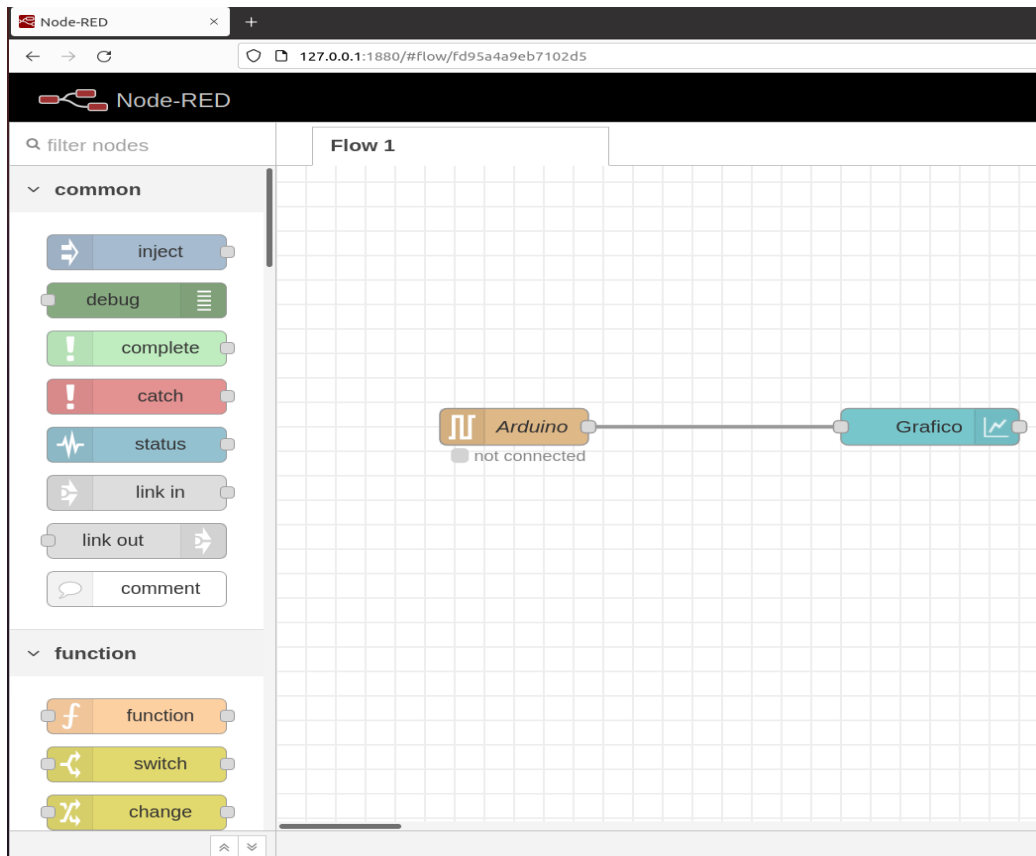 Node-RED × +
127.0.0.1:1880/#flow/fd95a4a9eb7102d5
Node-RED
filter nodes
Flow 1
common
inject
debug
complete
catch
status
link in
link out
comment
function
function
switch
change
Arduino
not connected
Grafico